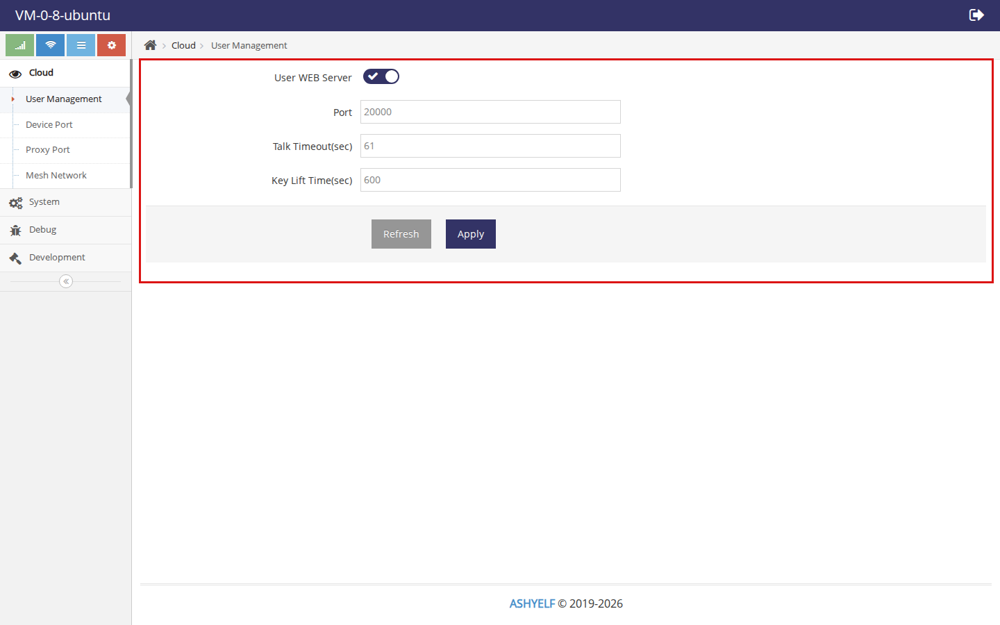 VM-0-8-ubuntu
Cloud User Management
Cloud
User Management
Device Port
Proxy Port
Mesh Network
System
Debug
Development
User WEB Server
Port 20000
Talk Timeout(sec) 61
Key Lift Time(sec) 600
Refresh Apply
ASHYELF © 2019-2026